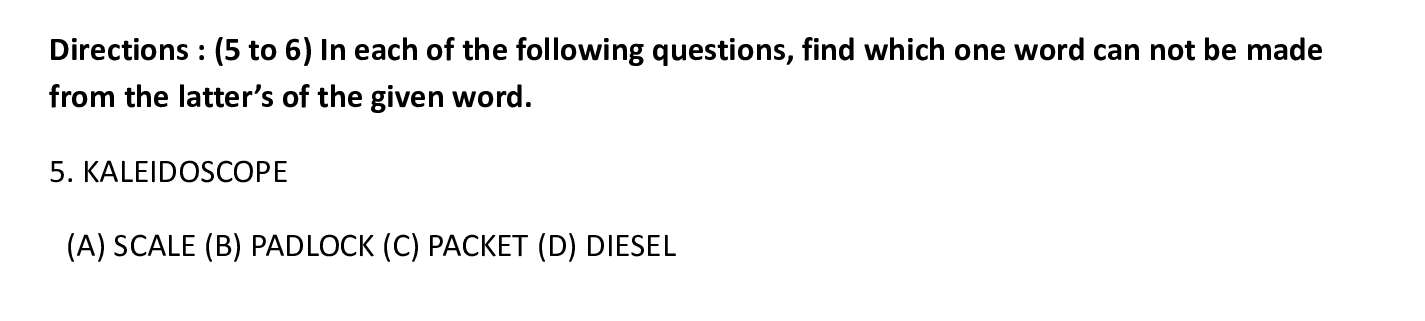 Directions : (5 to 6) In each of the following questions, find which one word can not be made
from the latter’s of the given word.
5. KALEIDOSCOPE
(A) SCALE (B) PADLOCK (C) PACKET (D) DIESEL